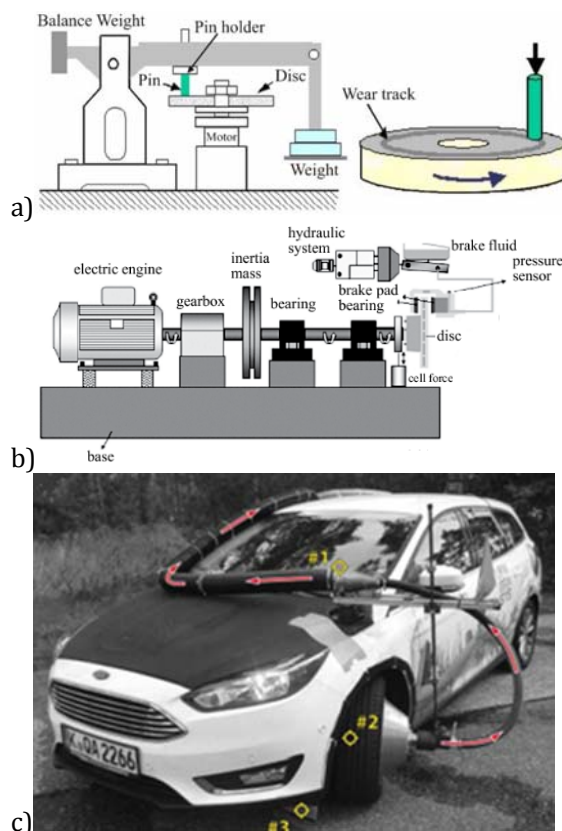 Balance Weight
Pin holder
Pin
Disc
Motor
Weight
Wear track
a)
hydraulic
system
brake fluid
electric engine
inertia
mass
gearbox
bearing
brake pad
bearing
pressure
sensor
disc
cell force
base
b)
#1
#2
#3
K·QA 2266
c)